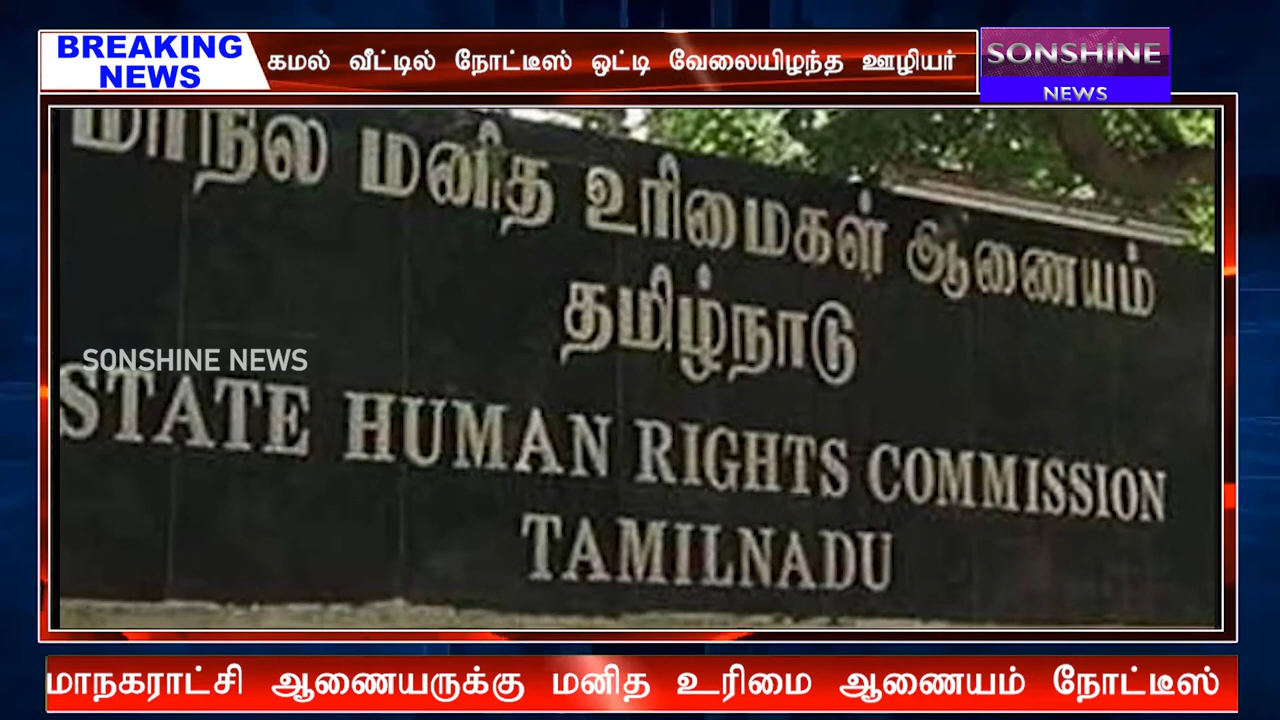 BREAKING
NEWS
கமல் வீட்டில் நோட்டீஸ் ஒட்டி வேலையிழந்த ஊழியர்
SONSHINE
NEWS
மாநில மனித உரிமைகள் ஆணையம்
தமிழ்நாடு
SONSHINE NEWS
STATE HUMAN RIGHTS COMMISSION
TAMILNADU
மாநகராட்சி ஆணையருக்கு மனித உரிமை ஆணையம் நோட்டீஸ்